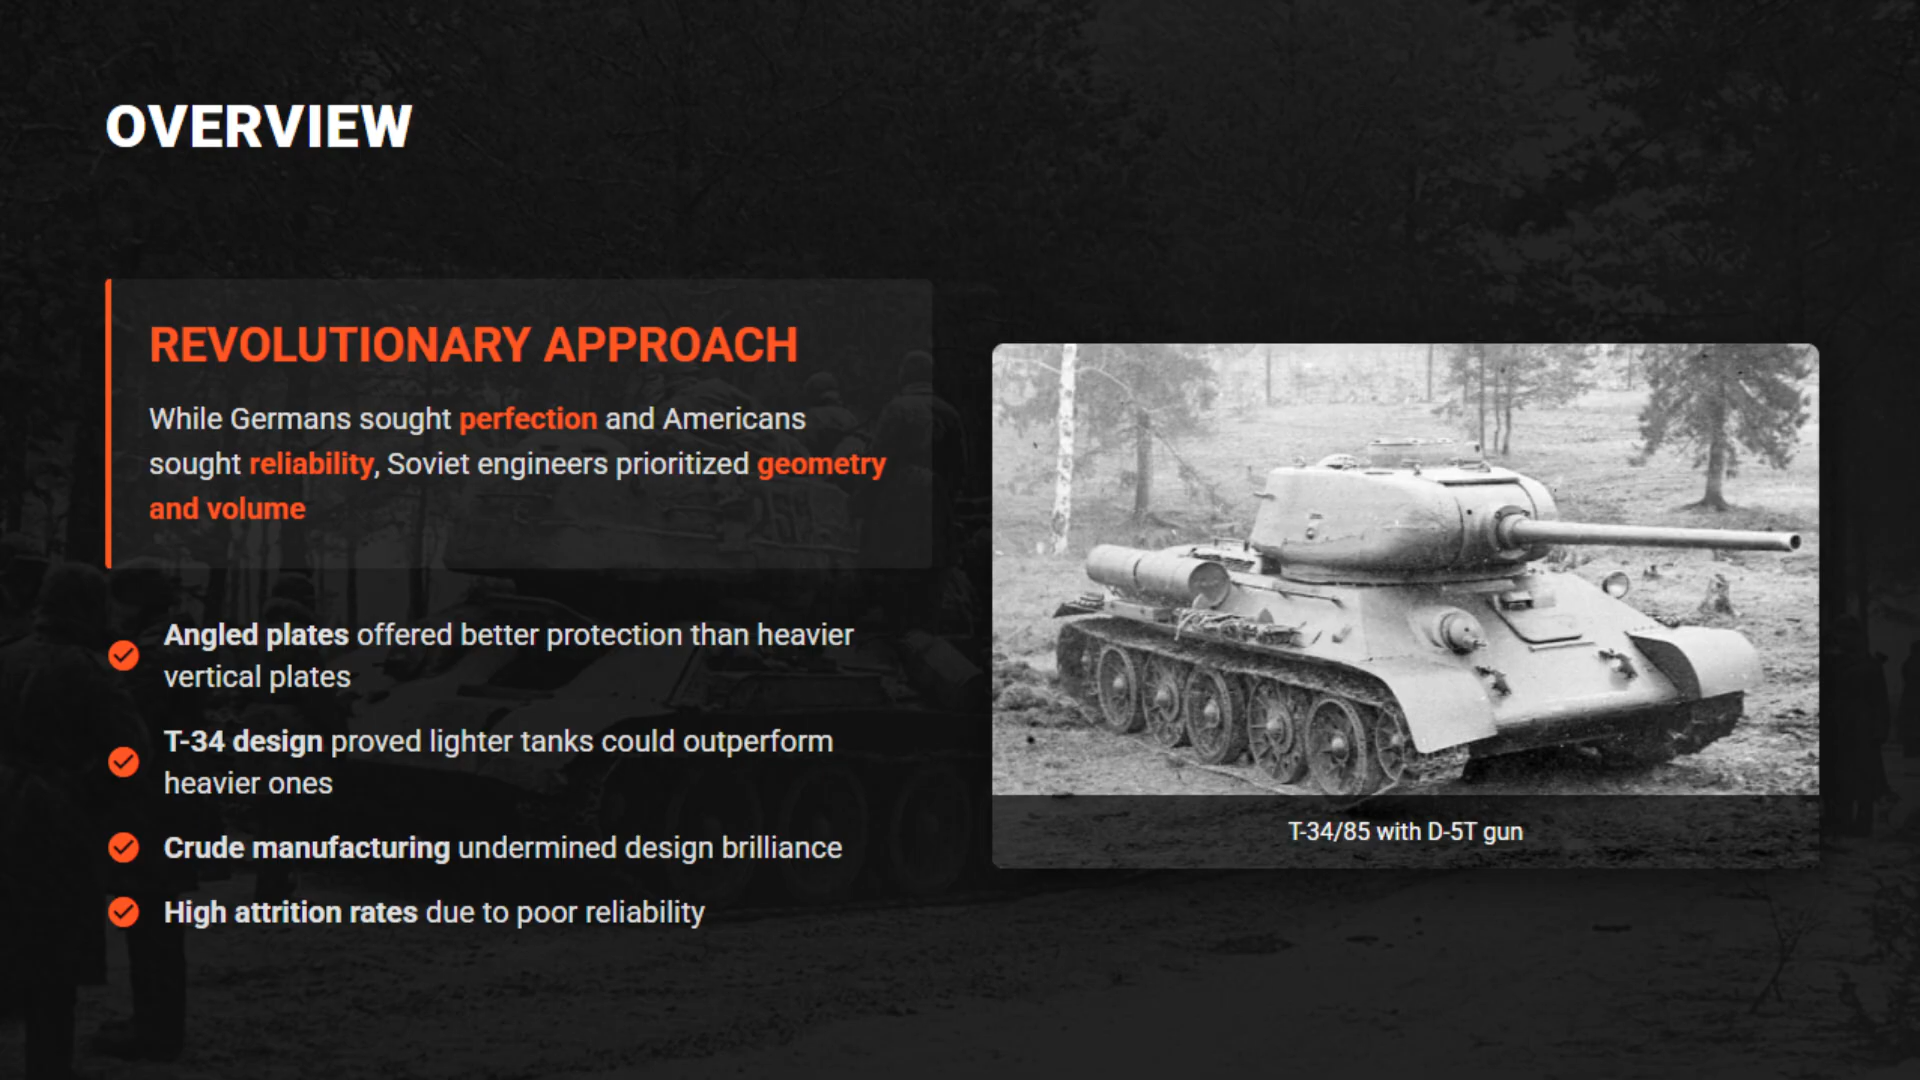 OVERVIEW
REVOLUTIONARY APPROACH
While Germans sought perfection and Americans
sought reliability, Soviet engineers prioritized geometry
and volume
Angled plates offered better protection than heavier
vertical plates
T-34 design proved lighter tanks could outperform
heavier ones
Crude manufacturing undermined design brilliance
High attrition rates due to poor reliability
T-34/85 with D-5T gun